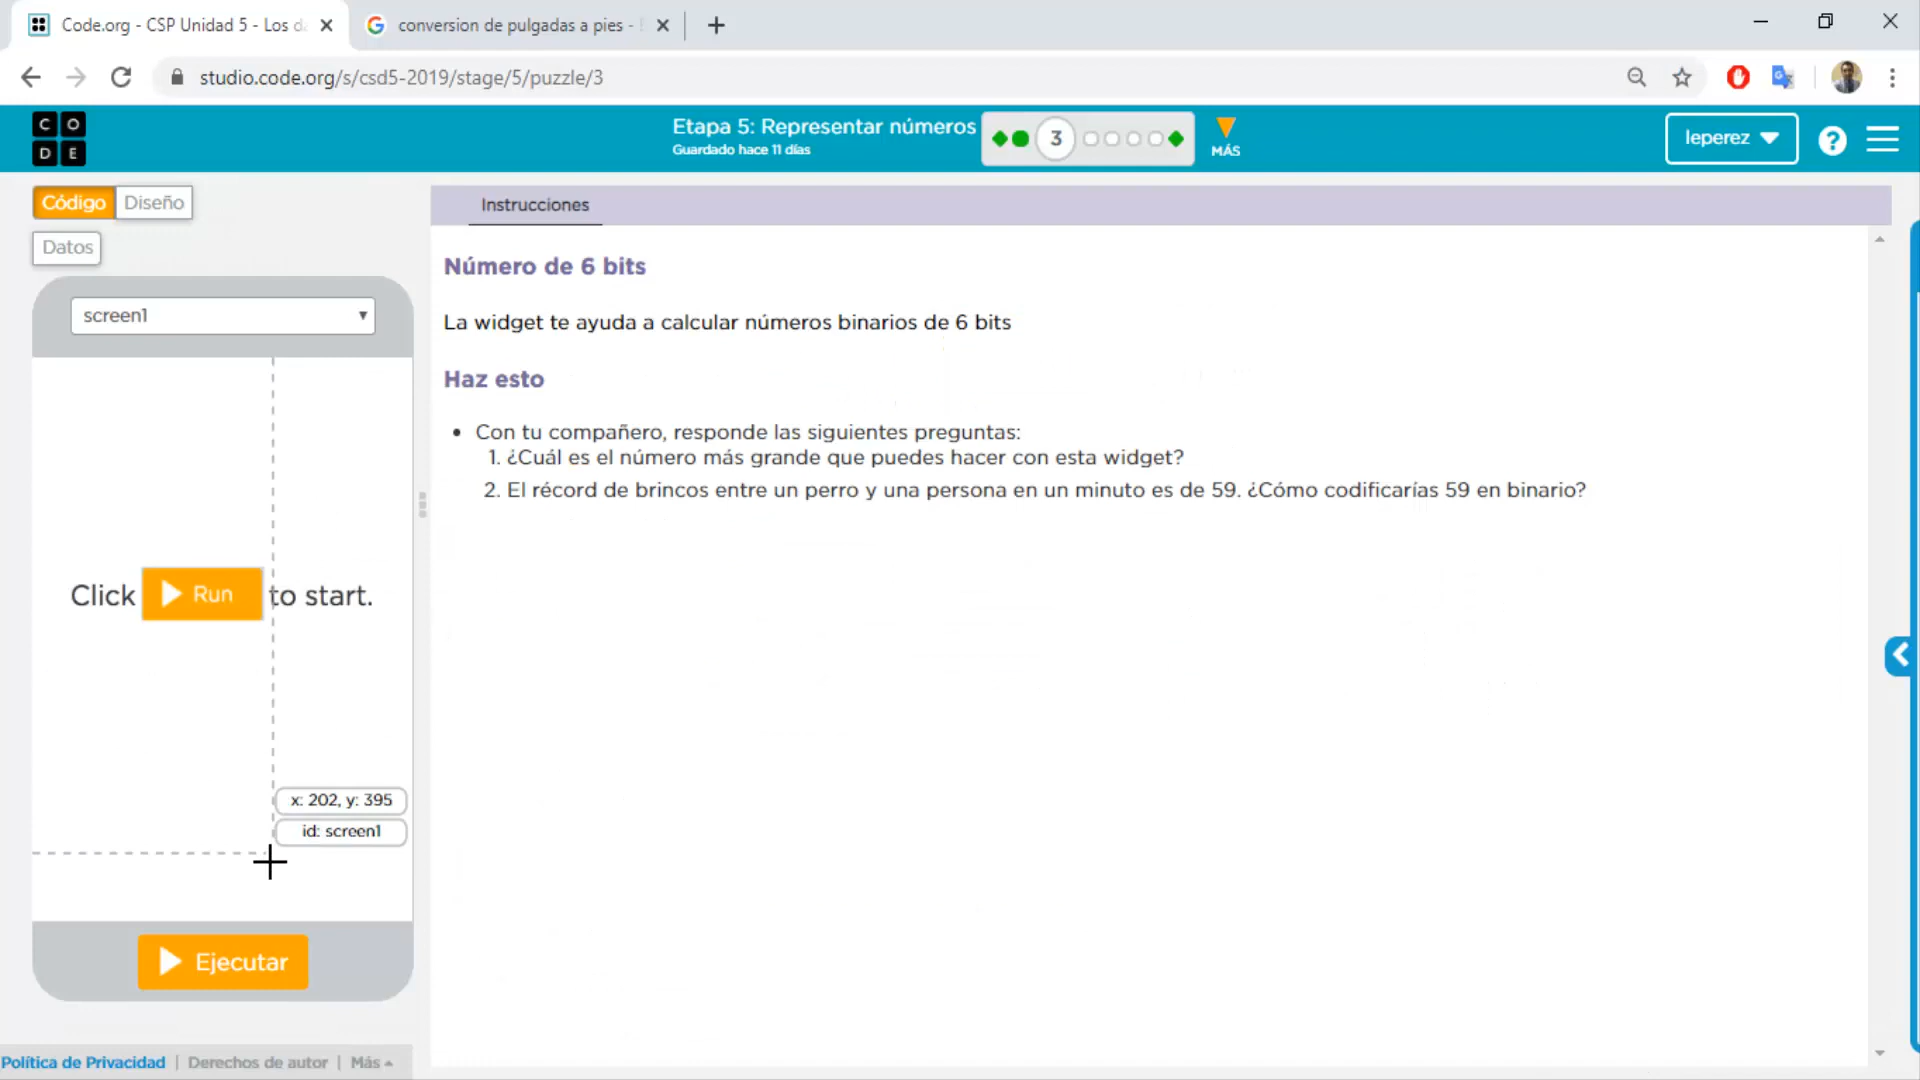 Code.org - CSP Unidad 5 - Los d
conversion de pulgadas a pies -
studio.code.org/s/csd5-2019/stage/5/puzzle/3
C O
D E
Etapa 5: Representar números
Guardado hace 11 días
3
MÁS
leperez
?
Código
Diseño
Datos
Instrucciones
screen1
Número de 6 bits
La widget te ayuda a calcular números binarios de 6 bits
Haz esto
• Con tu compañero, responde las siguientes preguntas:
1. ¿Cuál es el número más grande que puedes hacer con esta widget?
2. El récord de brincos entre un perro y una persona en un minuto es de 59. ¿Cómo codificarías 59 en binario?
Click Run to start.
x: 202, y: 395
id: screen1
Ejecutar
Política de Privacidad | Derechos de autor | Más